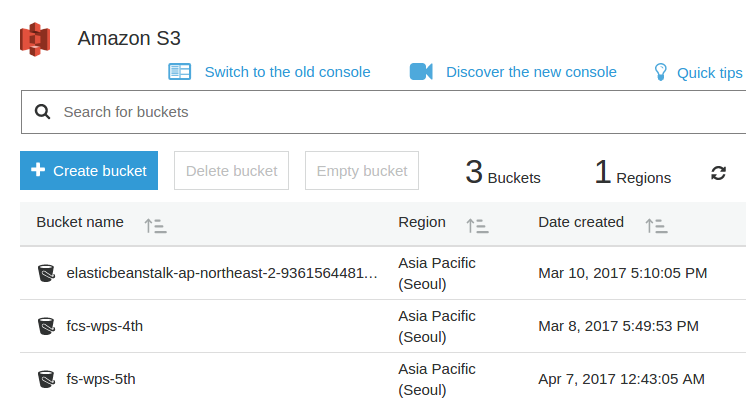 Amazon S3
Switch to the old console Discover the new console Quick tips
Search for buckets
Create bucket Delete bucket Empty bucket 3 Buckets 1 Regions
Bucket name Region Date created
elasticbeanstalk-ap-northeast-2-9361564481… Asia Pacific (Seoul) Mar 10, 2017 5:10:05 PM
fcs-wps-4th Asia Pacific (Seoul) Mar 8, 2017 5:49:53 PM
fs-wps-5th Asia Pacific (Seoul) Apr 7, 2017 12:43:05 AM